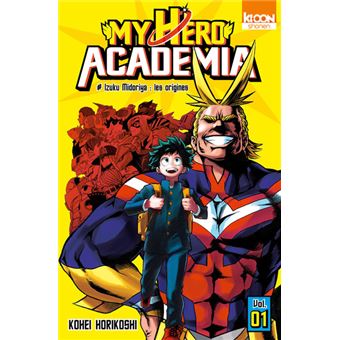 KI-OON
shonen
MY HERO
ACADEMIA
# Izuku Midoriya : les origines
Vol.
01
KOHEI HORIKOSHI